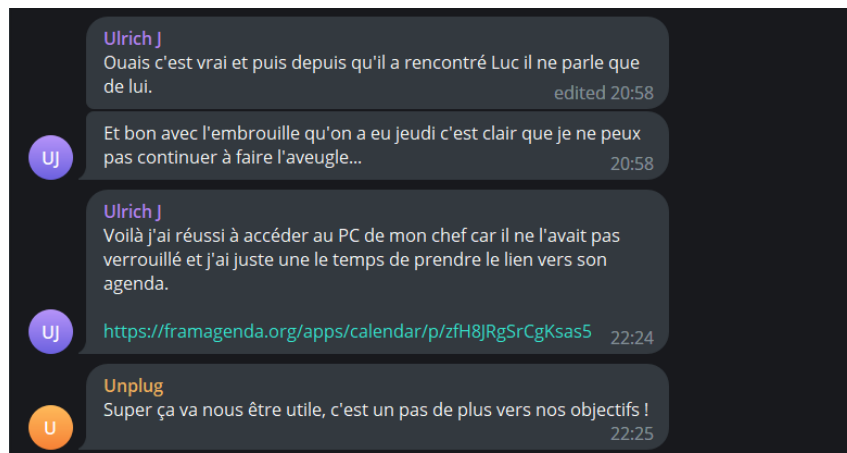 Ulrich J
Ouais c'est vrai et puis depuis qu'il a rencontré Luc il ne parle que
de lui.
edited 20:58
Et bon avec l'embrouille qu'on a eu jeudi c'est clair que je ne peux
pas continuer à faire l'aveugle...
20:58
UJ
Ulrich J
Voilà j'ai réussi à accéder au PC de mon chef car il ne l'avait pas
verrouillé et j'ai juste une le temps de prendre le lien vers son
agenda.
https://framagenda.org/apps/calendar/p/zfH8JRgSrCgKsas5
22:24
UJ
Unplug
Super ça va nous être utile, c'est un pas de plus vers nos objectifs !
22:25
U